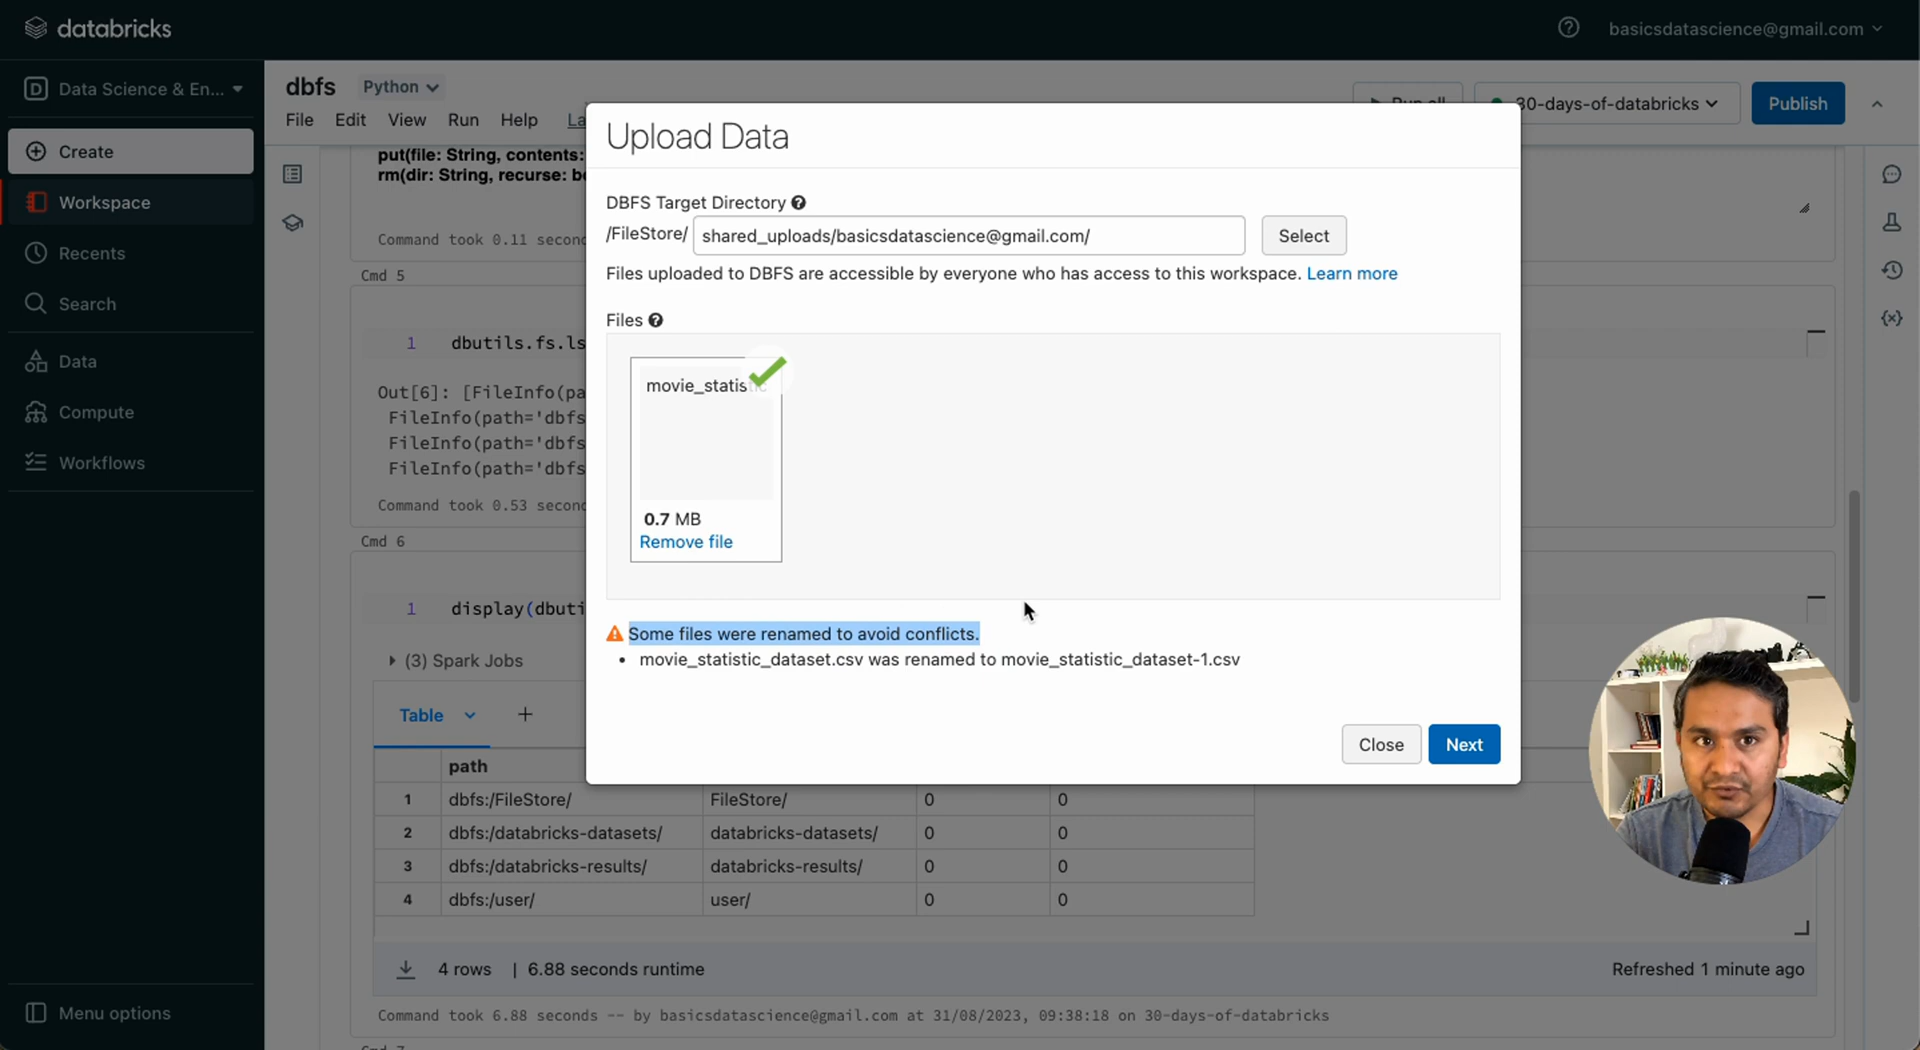 databricks
basicsdatascience@gmail.com
Data Science & En...
Create
Workspace
Recents
Search
Data
Compute
Workflows
Menu options
dbfs
Python
File Edit View Run Help
30-days-of-databricks
Publish
put(file: String, contents:
rm(dir: String, recurse:
Command took 0.11
Cmd 5
1 dbutils.fs.ls
Out[6]: [FileInfo(
FileInfo(path='dbfs
FileInfo(path='dbfs
FileInfo(path='dbfs
Command took 0.53
Cmd 6
1 display(
(3) Spark Jobs
Table
+
path
1 dbfs:/FileStore/ FileStore/ 0 0
2 dbfs:/databricks-datasets/ databricks-datasets/ 0 0
3 dbfs:/databricks-results/ databricks-results/ 0 0
4 dbfs:/user/ user/ 0 0
4 rows | 6.88 seconds runtime
Refreshed 1 minute ago
Command took 6.88 seconds -- by basicsdatascience@gmail.com at 31/08/2023, 09:38:18 on 30-days-of-databricks
Upload Data
DBFS Target Directory
/FileStore/ shared_uploads/basicsdatascience@gmail.com/
Select
Files uploaded to DBFS are accessible by everyone who has access to this workspace. Learn more
Files
movie_statistic
0.7 MB
Remove file
Some files were renamed to avoid conflicts.
• movie_statistic_dataset.csv was renamed to movie_statistic_dataset-1.csv
Close
Next